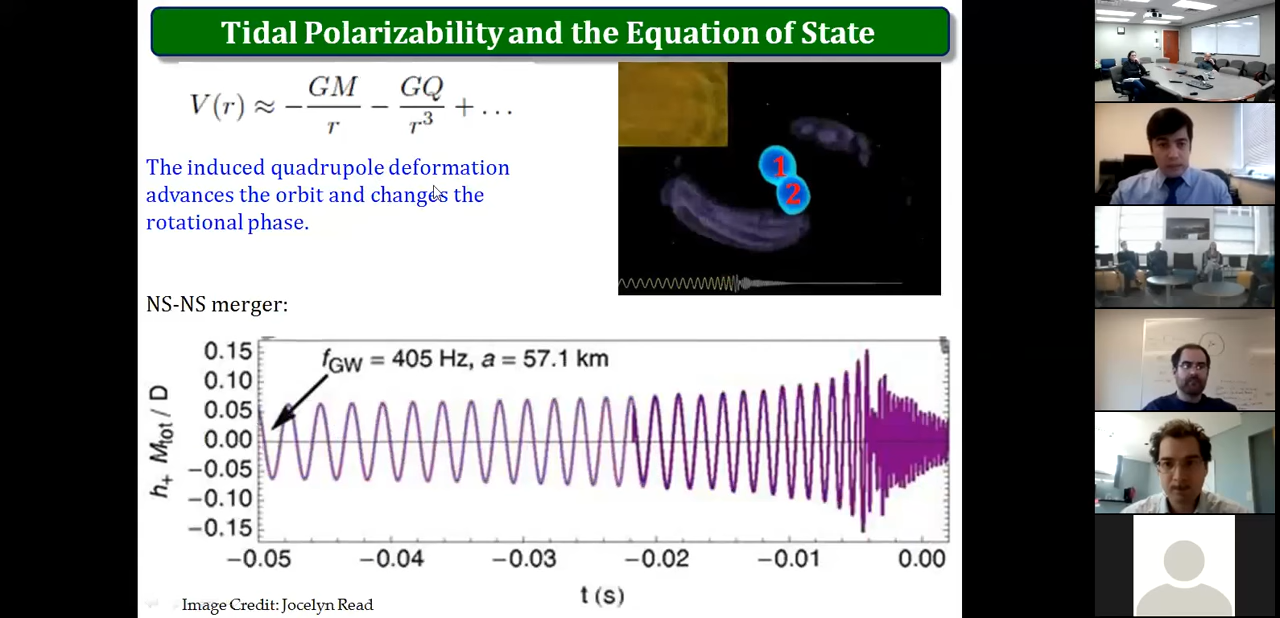 Tidal Polarizability and the Equation of State
V(r) ≈ −GM/r − GQ/r³ + …
The induced quadrupole deformation
advances the orbit and changes the
rotational phase.
1
2
NS-NS merger:
f_GW = 405 Hz, a = 57.1 km
h₊ M_tot / D
0.15
0.10
0.05
0.00
−0.05
−0.10
−0.15
−0.05 −0.04 −0.03 −0.02 −0.01 0.00
t (s)
Image Credit: Jocelyn Read